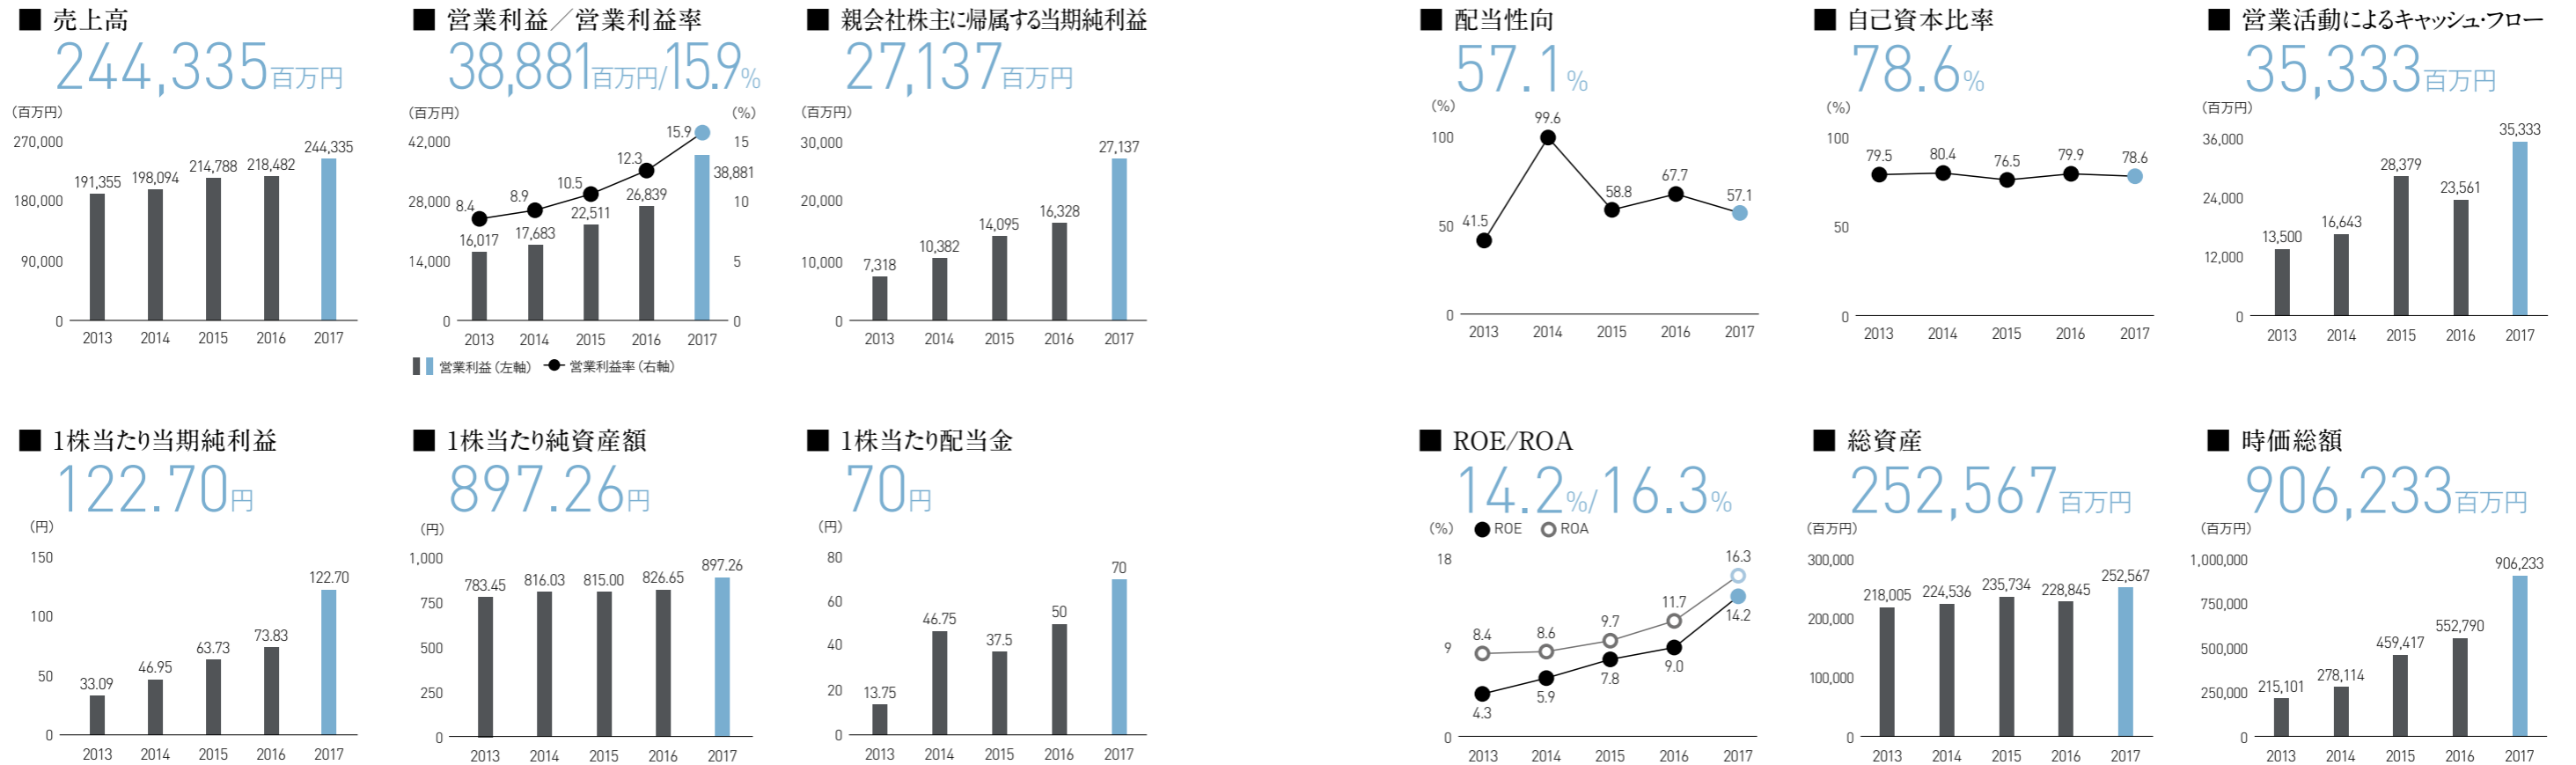 ■ 売上高
244,335百万円
（百万円）
270,000
180,000
90,000
0
191,355 198,094 214,788 218,482 244,335
2013 2014 2015 2016 2017
■ 営業利益／営業利益率
38,881百万円/15.9%
（百万円） （%）
42,000 15
28,000 10
14,000 5
0 0
8.4 8.9 10.5 12.3 15.9
16,017 17,683 22,511 26,839 38,881
2013 2014 2015 2016 2017
営業利益（左軸） 営業利益率（右軸）
■ 親会社株主に帰属する当期純利益
27,137百万円
（百万円）
30,000
20,000
10,000
0
7,318 10,382 14,095 16,328 27,137
2013 2014 2015 2016 2017
■ 配当性向
57.1%
（%）
100
50
0
41.5 99.6 58.8 67.7 57.1
2013 2014 2015 2016 2017
■ 自己資本比率
78.6%
（%）
100
50
0
79.5 80.4 76.5 79.9 78.6
2013 2014 2015 2016 2017
■ 営業活動によるキャッシュ・フロー
35,333百万円
（百万円）
36,000
24,000
12,000
0
13,500 16,643 28,379 23,561 35,333
2013 2014 2015 2016 2017
■ 1株当たり当期純利益
122.70円
（円）
150
100
50
0
33.09 46.95 63.73 73.83 122.70
2013 2014 2015 2016 2017
■ 1株当たり純資産額
897.26円
（円）
1,000
750
500
250
0
783.45 816.03 815.00 826.65 897.26
2013 2014 2015 2016 2017
■ 1株当たり配当金
70円
（円）
80
60
40
20
0
13.75 46.75 37.5 50 70
2013 2014 2015 2016 2017
■ ROE/ROA
14.2%/16.3%
（%） ROE ROA
18
9
0
8.4 8.6 9.7 11.7 16.3
4.3 5.9 7.8 9.0 14.2
2013 2014 2015 2016 2017
■ 総資産
252,567百万円
（百万円）
300,000
200,000
100,000
0
218,005 224,536 235,734 228,845 252,567
2013 2014 2015 2016 2017
■ 時価総額
906,233百万円
（百万円）
1,000,000
750,000
500,000
250,000
0
215,101 278,114 459,417 552,790 906,233
2013 2014 2015 2016 2017